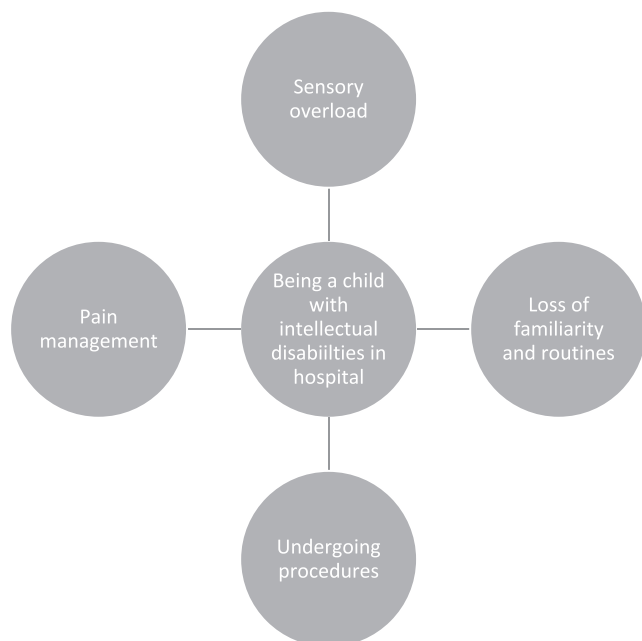 Sensory
overload
Pain
management
Being a child
with
intellectual
disabiilties in
hospital
Loss of
familiarity
and routines
Undergoing
procedures